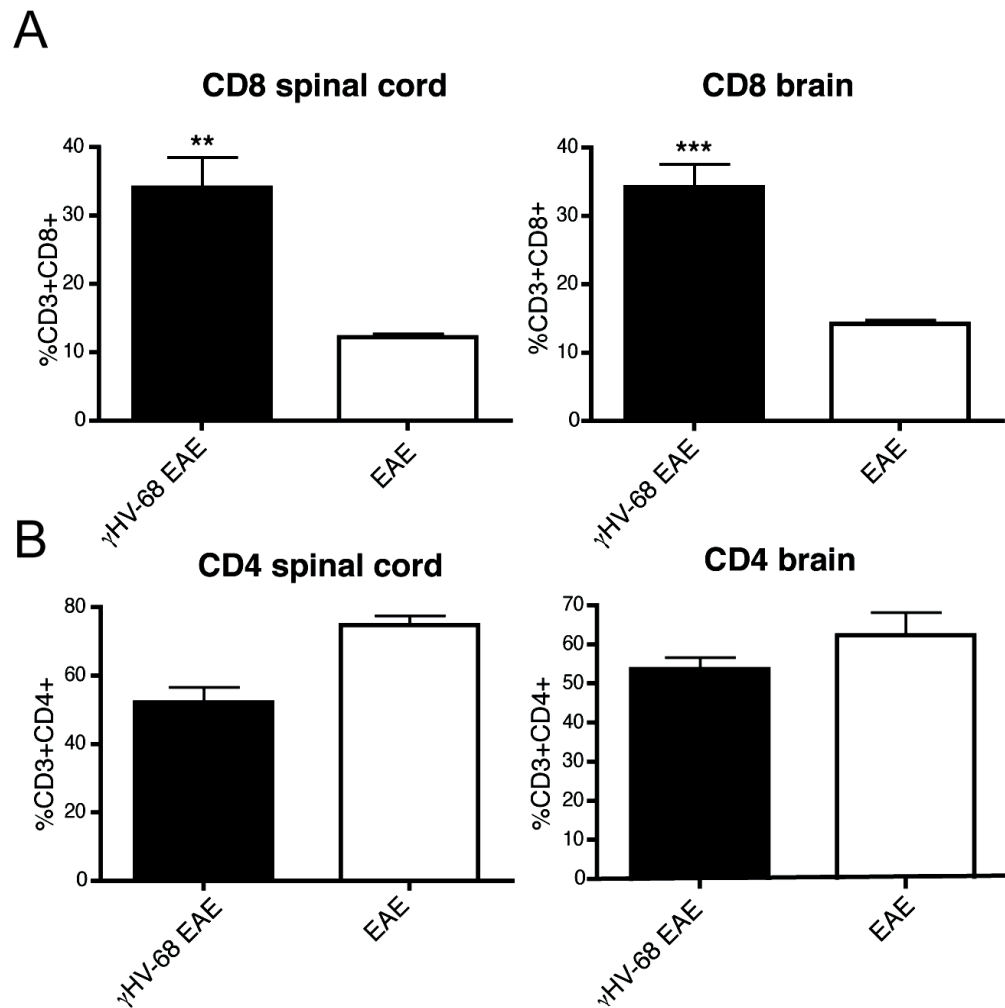 A
CD8 spinal cord
%CD3+CD8+
40
30
20
10
0
**
γHV-68 EAE
EAE
CD8 brain
%CD3+CD8+
40
30
20
10
0
***
γHV-68 EAE
EAE
B
CD4 spinal cord
%CD3+CD4+
80
60
40
20
0
γHV-68 EAE
EAE
CD4 brain
%CD3+CD4+
70
60
50
40
30
20
10
0
γHV-68 EAE
EAE